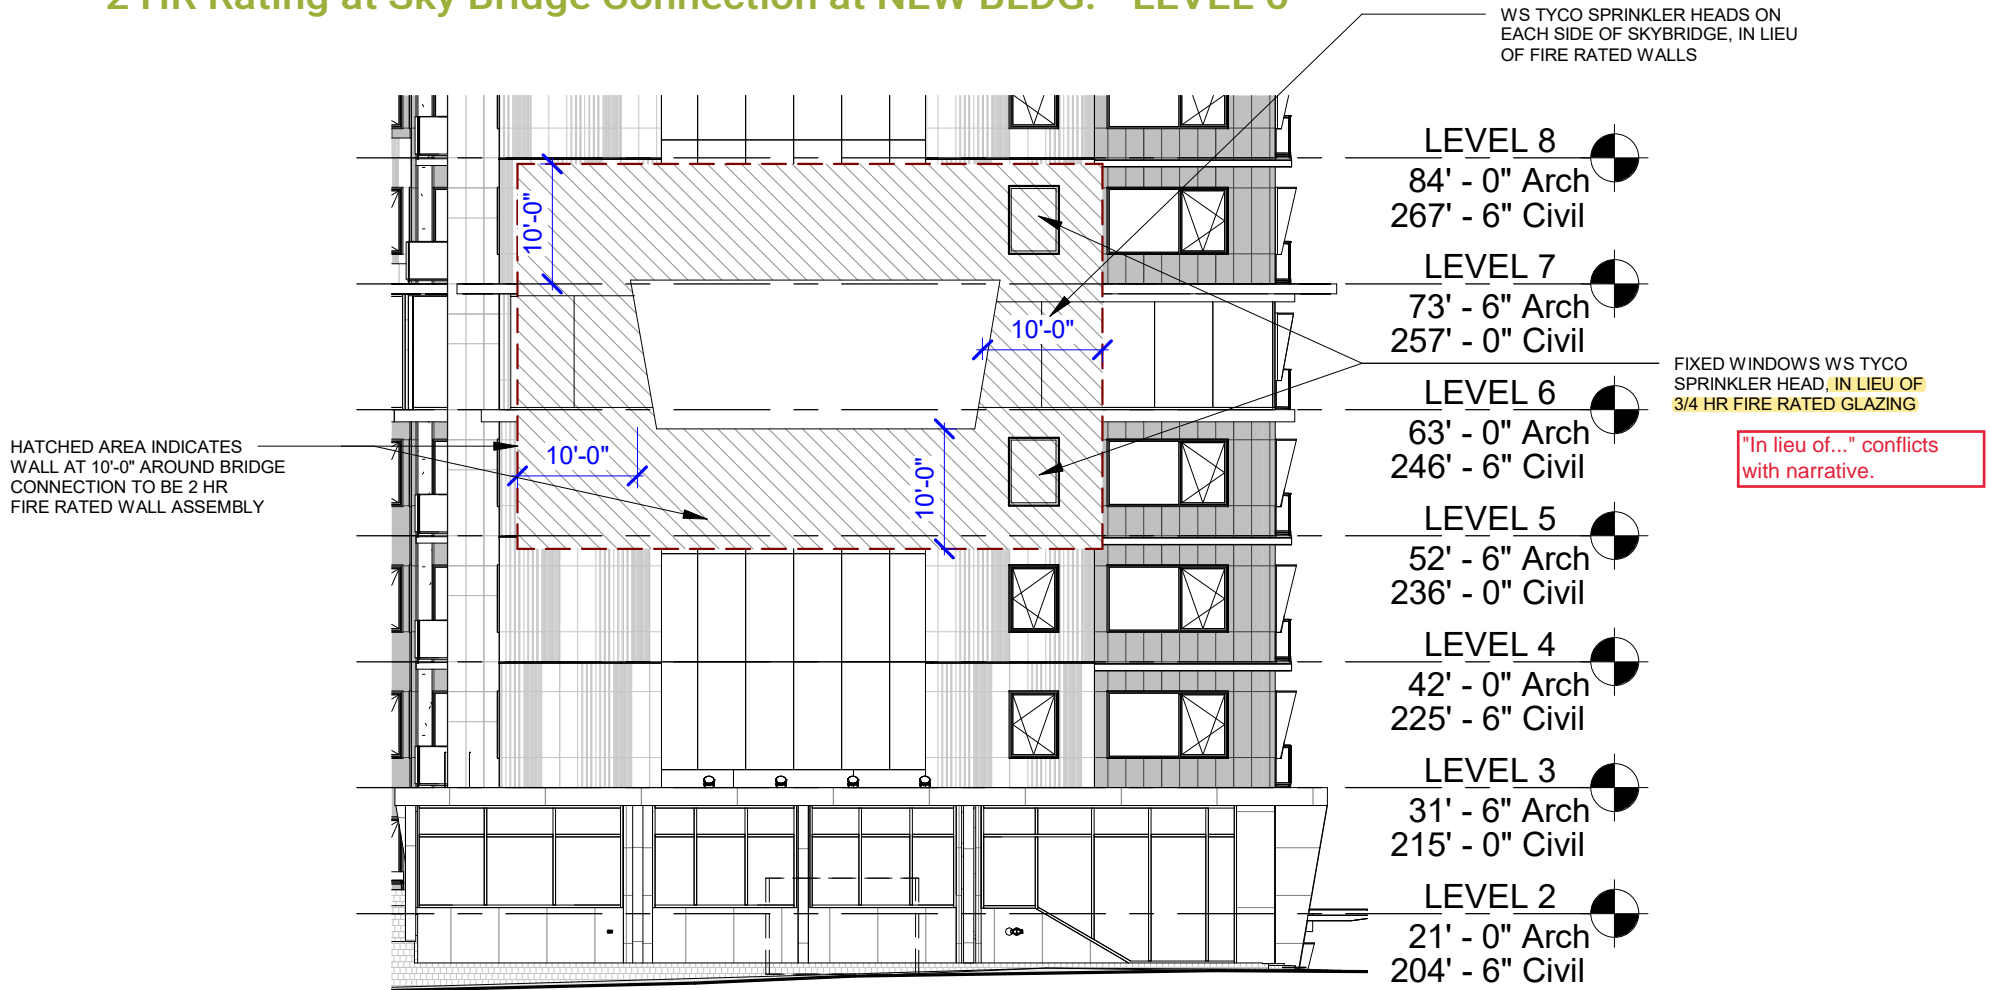 2 HR Rating at Sky Bridge Connection at NEW BLDG. - LEVEL 6
WS TYCO SPRINKLER HEADS ON
EACH SIDE OF SKYBRIDGE, IN LIEU
OF FIRE RATED WALLS
LEVEL 8
84' - 0" Arch
267' - 6" Civil
10'-0"
LEVEL 7
73' - 6" Arch
257' - 0" Civil
10'-0"
FIXED WINDOWS WS TYCO
SPRINKLER HEAD, IN LIEU OF
3/4 HR FIRE RATED GLAZING
LEVEL 6
63' - 0" Arch
246' - 6" Civil
"In lieu of..." conflicts
with narrative.
HATCHED AREA INDICATES
WALL AT 10'-0" AROUND BRIDGE
CONNECTION TO BE 2 HR
FIRE RATED WALL ASSEMBLY
10'-0"
10'-0"
LEVEL 5
52' - 6" Arch
236' - 0" Civil
LEVEL 4
42' - 0" Arch
225' - 6" Civil
LEVEL 3
31' - 6" Arch
215' - 0" Civil
LEVEL 2
21' - 0" Arch
204' - 6" Civil